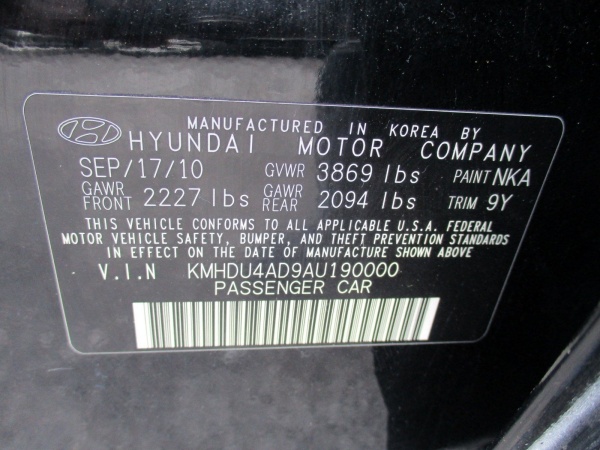 MANUFACTURED IN KOREA BY
HYUNDAI MOTOR COMPANY
SEP/17/10 GVWR 3869 lbs PAINT NKA
GAWR FRONT 2227 lbs GAWR REAR 2094 lbs TRIM 9Y
THIS VEHICLE CONFORMS TO ALL APPLICABLE U.S.A. FEDERAL
MOTOR VEHICLE SAFETY, BUMPER, AND THEFT PREVENTION STANDARDS
IN EFFECT ON THE DATE OF MANUFACTURE SHOWN ABOVE
V.I.N KMHDU4AD9AU190000
PASSENGER CAR